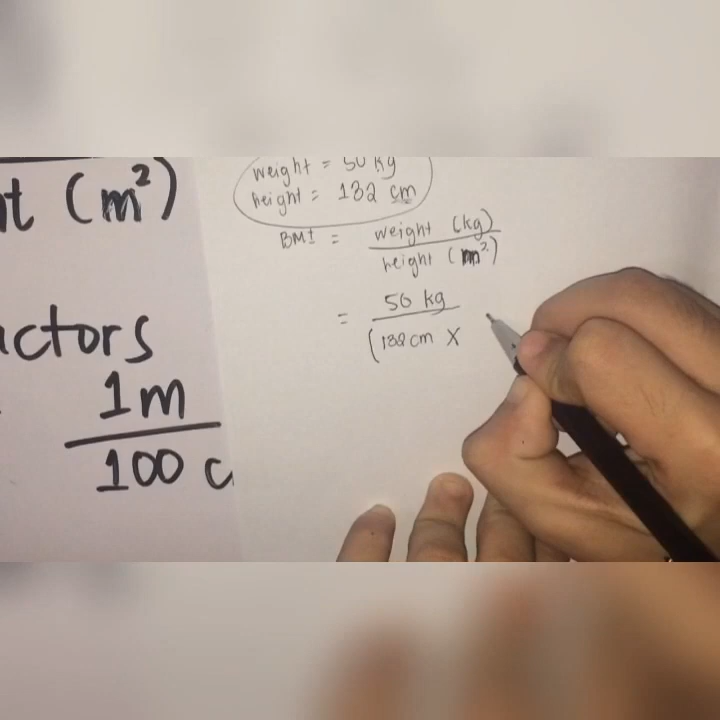 t (m²)
actors
1m
100 c
weight = 50 kg
height = 132 cm
BMI = weight (kg)
height (m²)
= 50 kg
(132 cm X